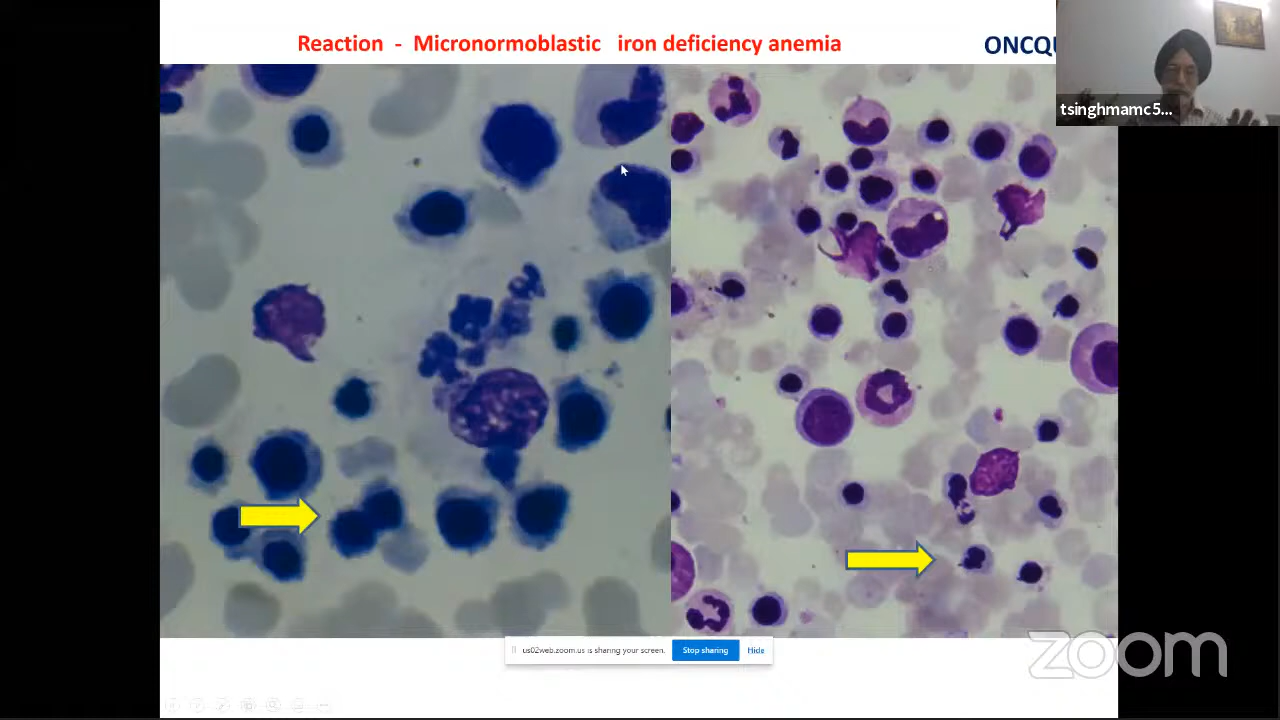 Reaction - Micronormoblastic iron deficiency anemia
ONCQU
tsinghmamc5...
us02web.zoom.us is sharing your screen.
Stop sharing
Hide
zoom